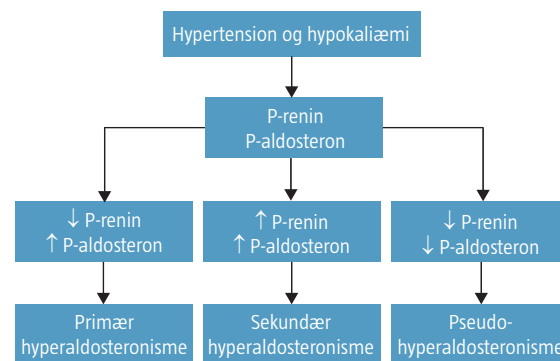 Hypertension og hypokaliæmi
P-renin
P-aldosteron
↓ P-renin
↑ P-aldosteron
↑ P-renin
↑ P-aldosteron
↓ P-renin
↓ P-aldosteron
Primær
hyperaldosteronisme
Sekundær
hyperaldosteronisme
Pseudo-
hyperaldosteronisme